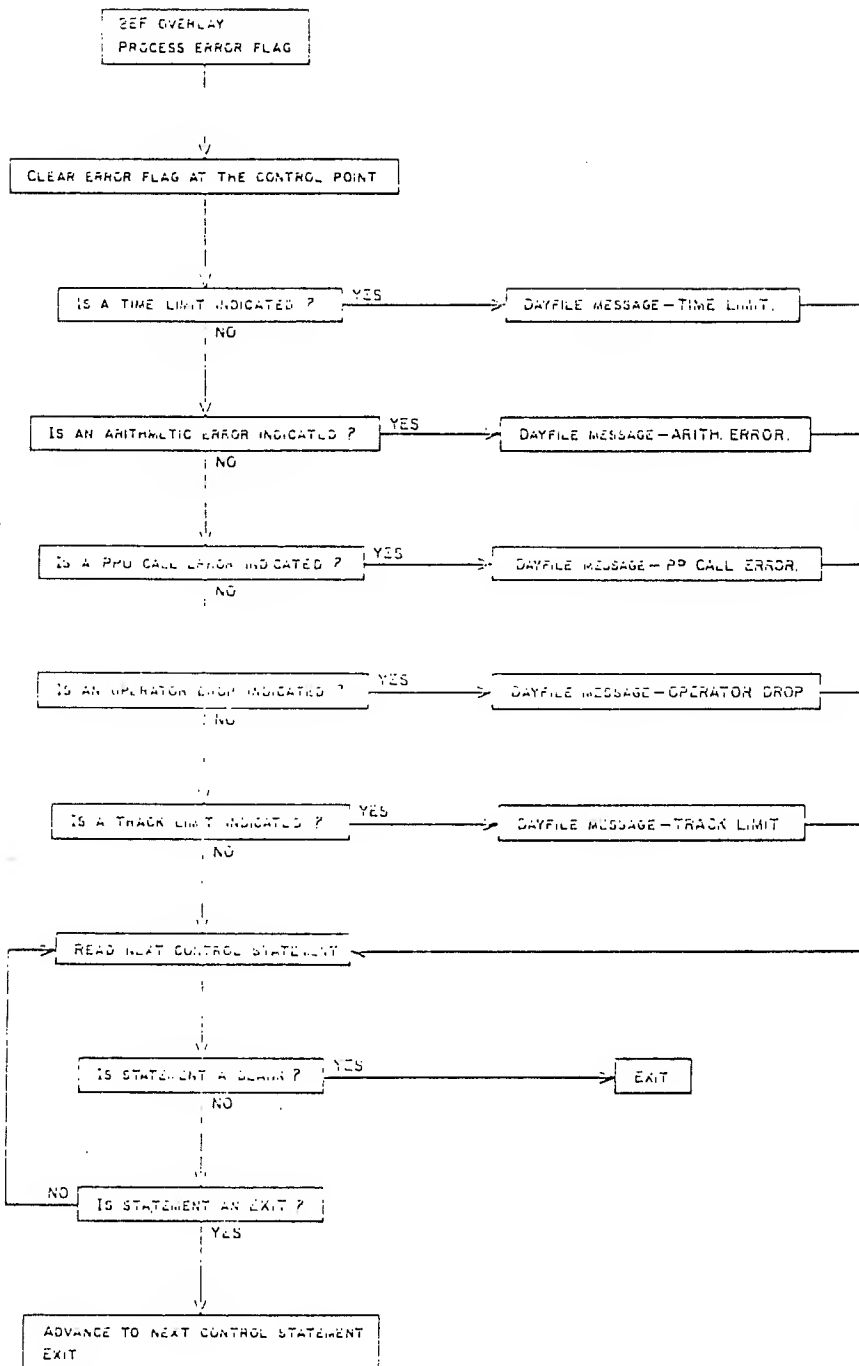 2EF OVERLAY
PROCESS ERROR FLAG
CLEAR ERROR FLAG AT THE CONTROL POINT
IS A TIME LIMIT INDICATED ?
YES
DAYFILE MESSAGE—TIME LIMIT.
NO
IS AN ARITHMETIC ERROR INDICATED ?
YES
DAYFILE MESSAGE—ARITH. ERROR.
NO
IS A PPU CALL ERROR INDICATED ?
YES
DAYFILE MESSAGE—PP CALL ERROR.
NO
IS AN OPERATOR EROP INDICATED ?
YES
DAYFILE MESSAGE—OPERATOR DROP
NO
IS A TRACK LIMIT INDICATED ?
YES
DAYFILE MESSAGE—TRACK LIMIT
NO
READ NEXT CONTROL STATEMENT
IS STATEMENT A BLANK ?
YES
EXIT
NO
NO
IS STATEMENT AN EXIT ?
YES
ADVANCE TO NEXT CONTROL STATEMENT
EXIT